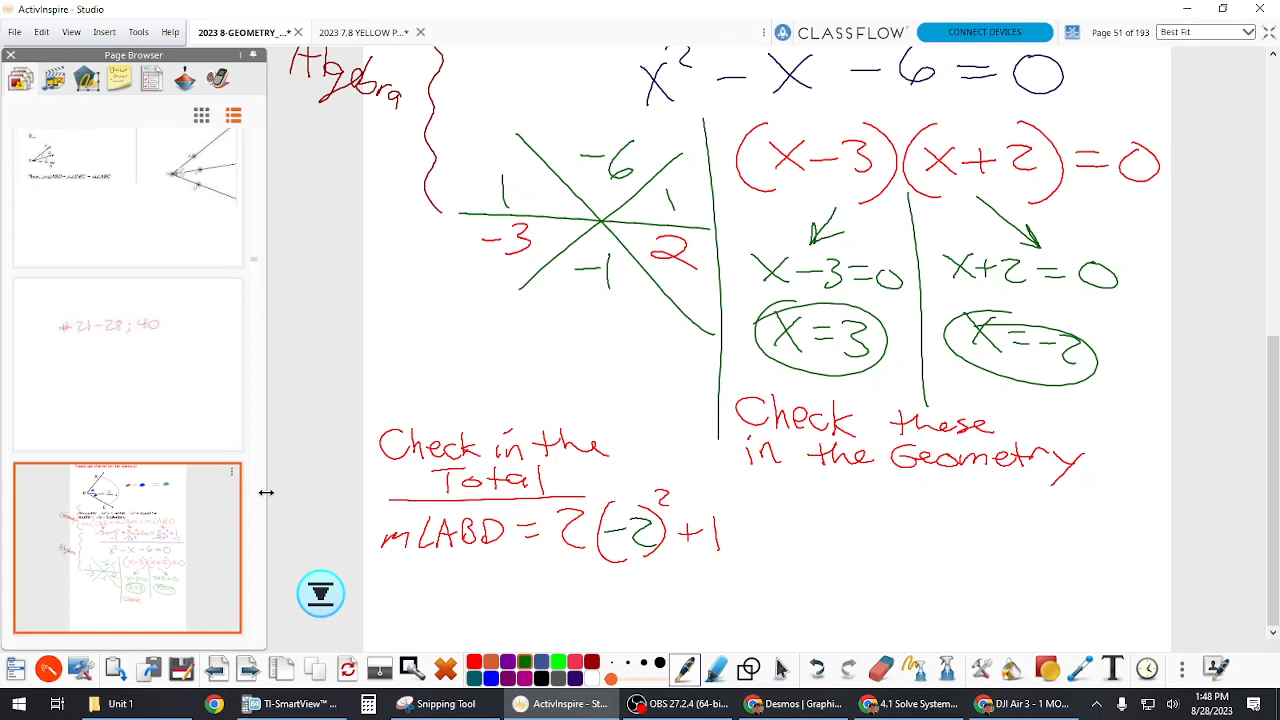 ActivInspire - Studio
File Edit View Insert Tools Help
2023 8-GEOMETRY_...*
2023 7,8 YELLOW P...*
CLASSFLOW
CONNECT DEVICES
Page 51 of 193
Best Fit
Page Browser
Algebra
x² - x - 6 = 0
(x-3)(x+2) = 0
-6
1 1
-3 2
-1
x-3=0
x+2=0
x=3
x=-2
Check these
in the Geometry
Check in the
Total
m∠ABD = 2(-2)²+1
#21-28; 40
Unit 1
TI-SmartView ...
Snipping Tool
ActivInspire - St...
OBS 27.2.4 (64-bi...
Desmos | Graphi...
4.1 Solve System...
DJI Air 3 - 1 MO...
1:48 PM
8/28/2023